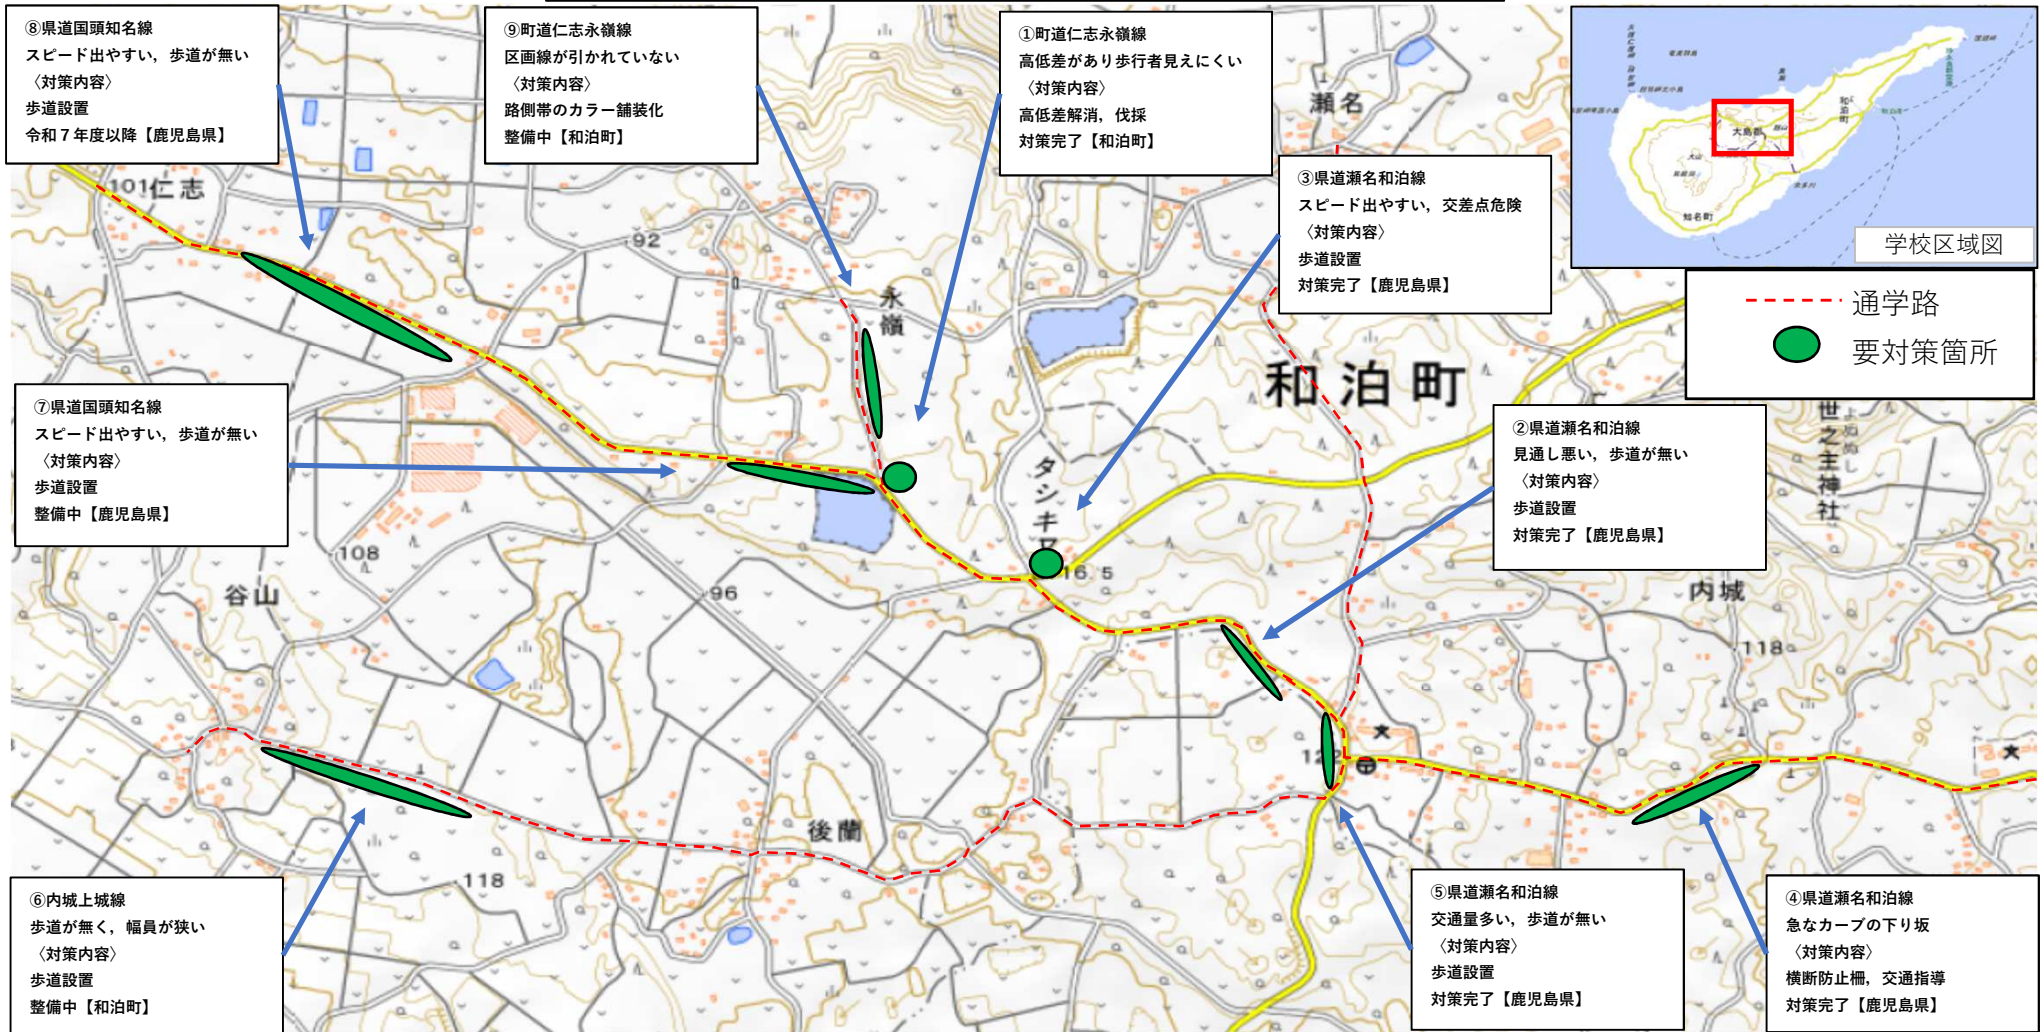 ⑧県道国頭知名線
スピード出やすい，歩道が無い
〈対策内容〉
歩道設置
令和７年度以降【鹿児島県】
⑨町道仁志永嶺線
区画線が引かれていない
〈対策内容〉
路側帯のカラー舗装化
整備中【和泊町】
①町道仁志永嶺線
高低差があり歩行者見えにくい
〈対策内容〉
高低差解消，伐採
対策完了【和泊町】
③県道瀬名和泊線
スピード出やすい，交差点危険
〈対策内容〉
歩道設置
対策完了【鹿児島県】
学校区域図
通学路
要対策箇所
和泊町
大島郡
大山
知名町
瀬名
101
仁志
92
永嶺
和泊町
⑦県道国頭知名線
スピード出やすい，歩道が無い
〈対策内容〉
歩道設置
整備中【鹿児島県】
②県道瀬名和泊線
見通し悪い，歩道が無い
〈対策内容〉
歩道設置
対策完了【鹿児島県】
世之主神社
タシキマ
16.5
108
谷山
96
内城
118
122
後蘭
118
⑥内城上城線
歩道が無く，幅員が狭い
〈対策内容〉
歩道設置
整備中【和泊町】
⑤県道瀬名和泊線
交通量多い，歩道が無い
〈対策内容〉
歩道設置
対策完了【鹿児島県】
④県道瀬名和泊線
急なカーブの下り坂
〈対策内容〉
横断防止柵，交通指導
対策完了【鹿児島県】